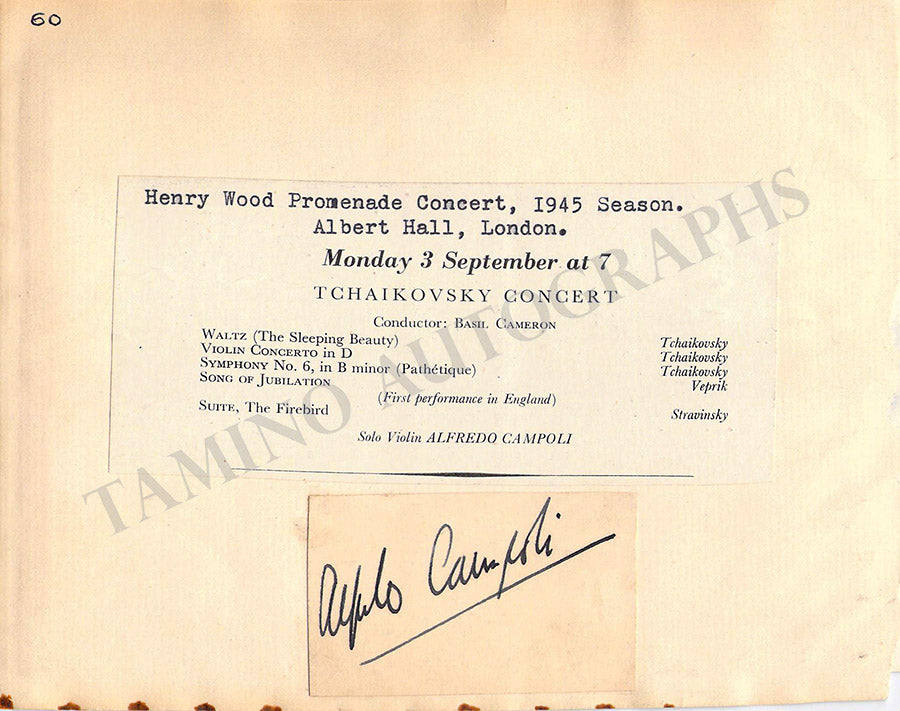 60
Henry Wood Promenade Concert, 1945 Season.
Albert Hall, London.
Monday 3 September at 7
TCHAIKOVSKY CONCERT
Conductor: BASIL CAMERON
WALTZ (The Sleeping Beauty) Tchaikovsky
VIOLIN CONCERTO in D Tchaikovsky
SYMPHONY No. 6, in B minor (Pathétique) Tchaikovsky
SONG OF JUBILATION Veprik
(First performance in England)
SUITE, The Firebird Stravinsky
Solo Violin ALFREDO CAMPOLI
TAMINO AUTOGRAPHS
Alfredo Campoli